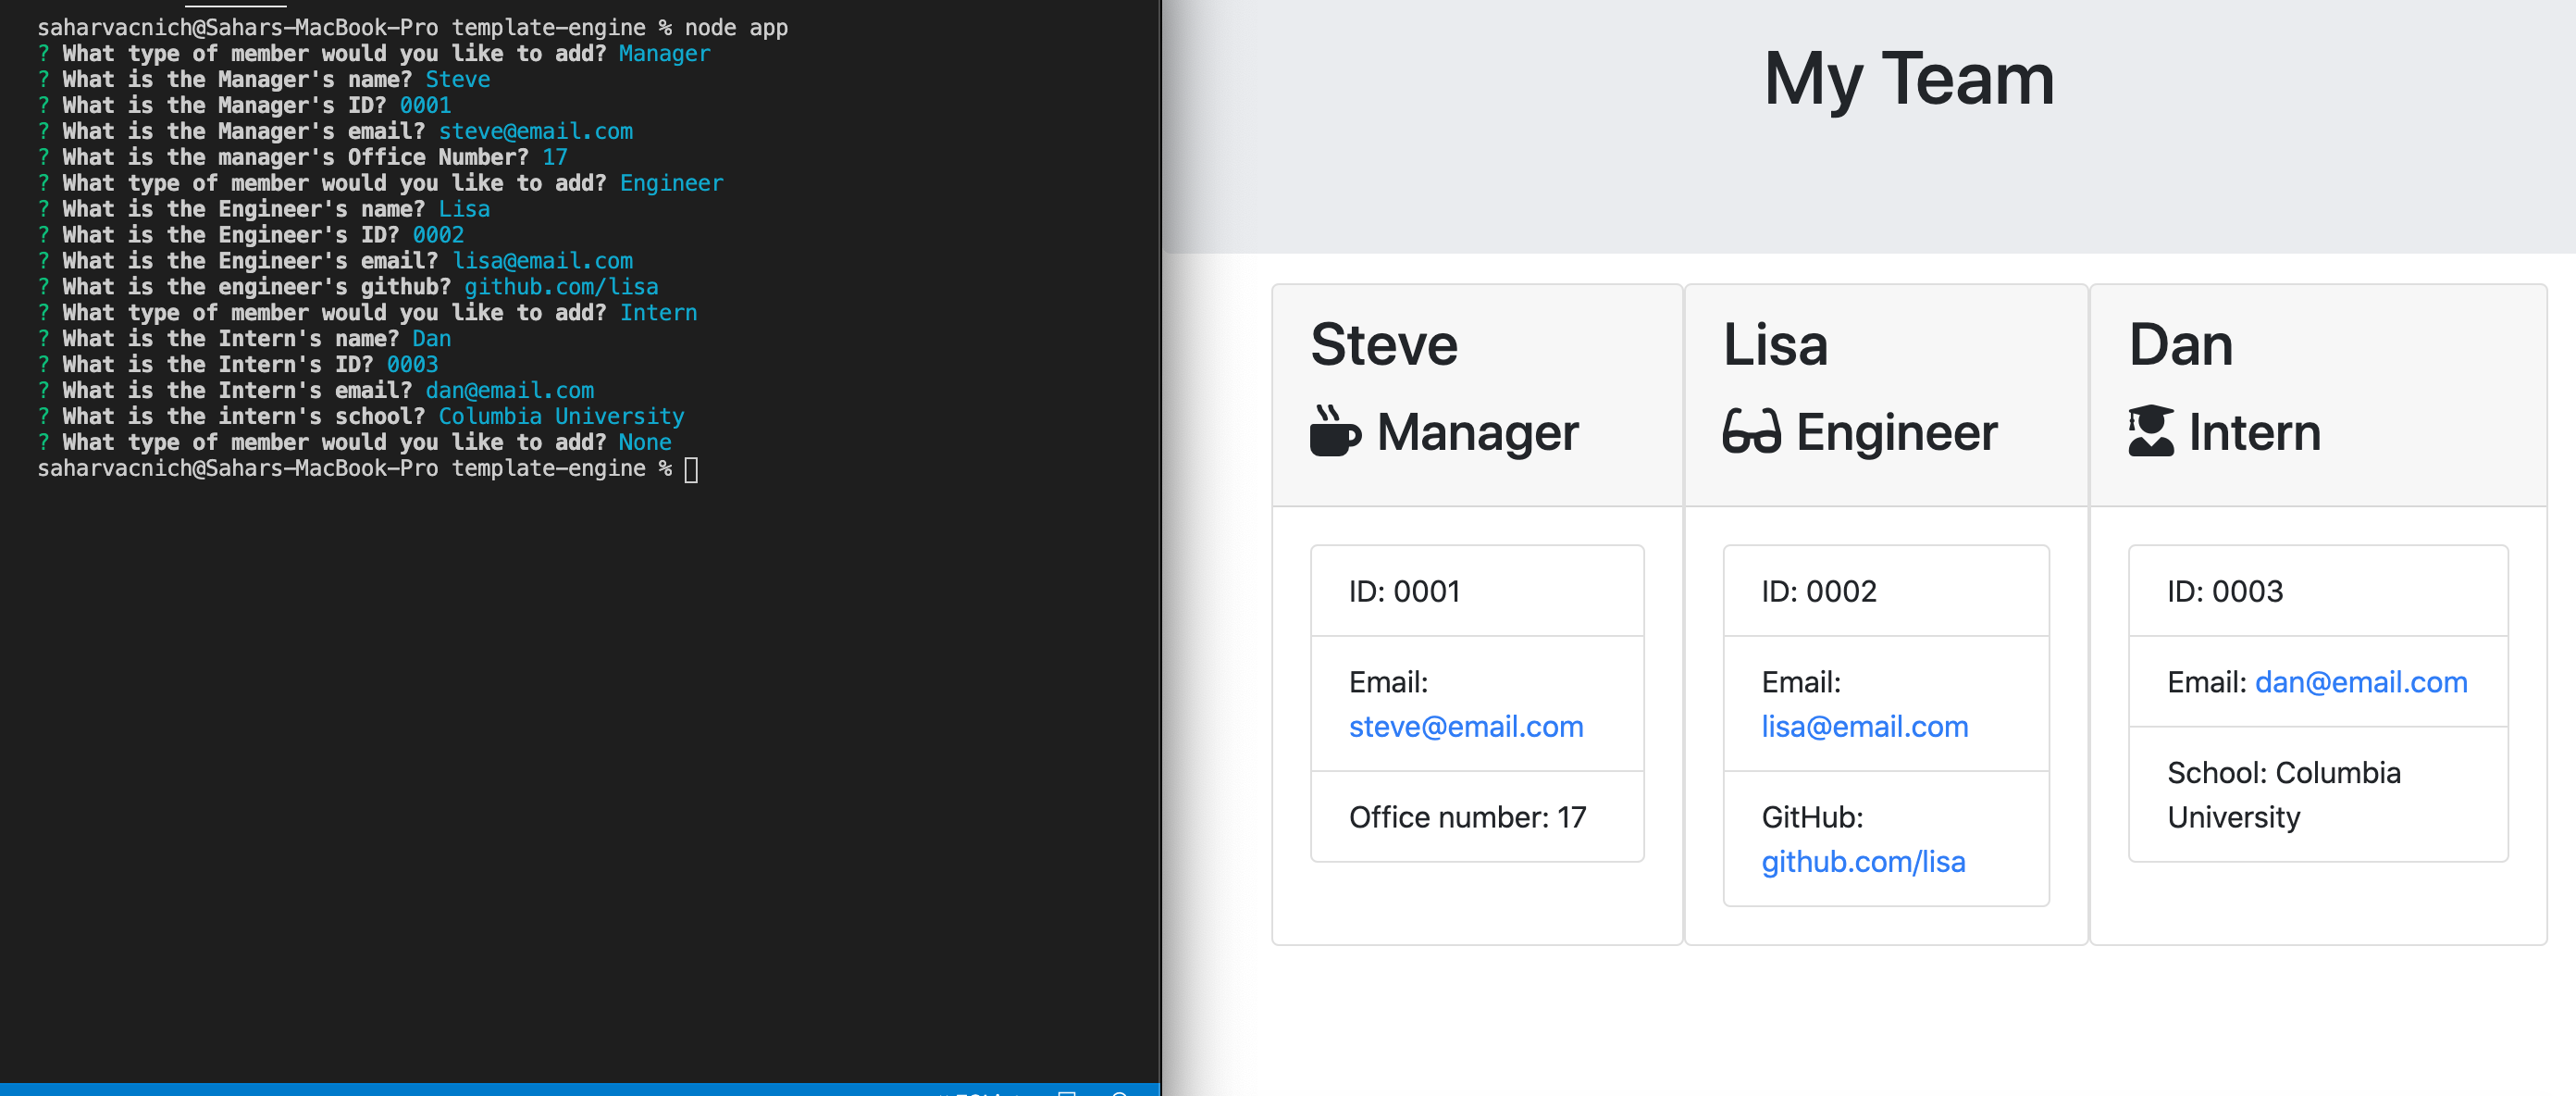 saharvacnich@Sahars-MacBook-Pro template-engine % node app
? What type of member would you like to add? Manager
? What is the Manager's name? Steve
? What is the Manager's ID? 0001
? What is the Manager's email? steve@email.com
? What is the manager's Office Number? 17
? What type of member would you like to add? Engineer
? What is the Engineer's name? Lisa
? What is the Engineer's ID? 0002
? What is the Engineer's email? lisa@email.com
? What is the engineer's github? github.com/lisa
? What type of member would you like to add? Intern
? What is the Intern's name? Dan
? What is the Intern's ID? 0003
? What is the Intern's email? dan@email.com
? What is the intern's school? Columbia University
? What type of member would you like to add? None
saharvacnich@Sahars-MacBook-Pro template-engine %
My Team
Steve
Manager
ID: 0001
Email:
steve@email.com
Office number: 17
Lisa
Engineer
ID: 0002
Email:
lisa@email.com
GitHub:
github.com/lisa
Dan
Intern
ID: 0003
Email: dan@email.com
School: Columbia
University